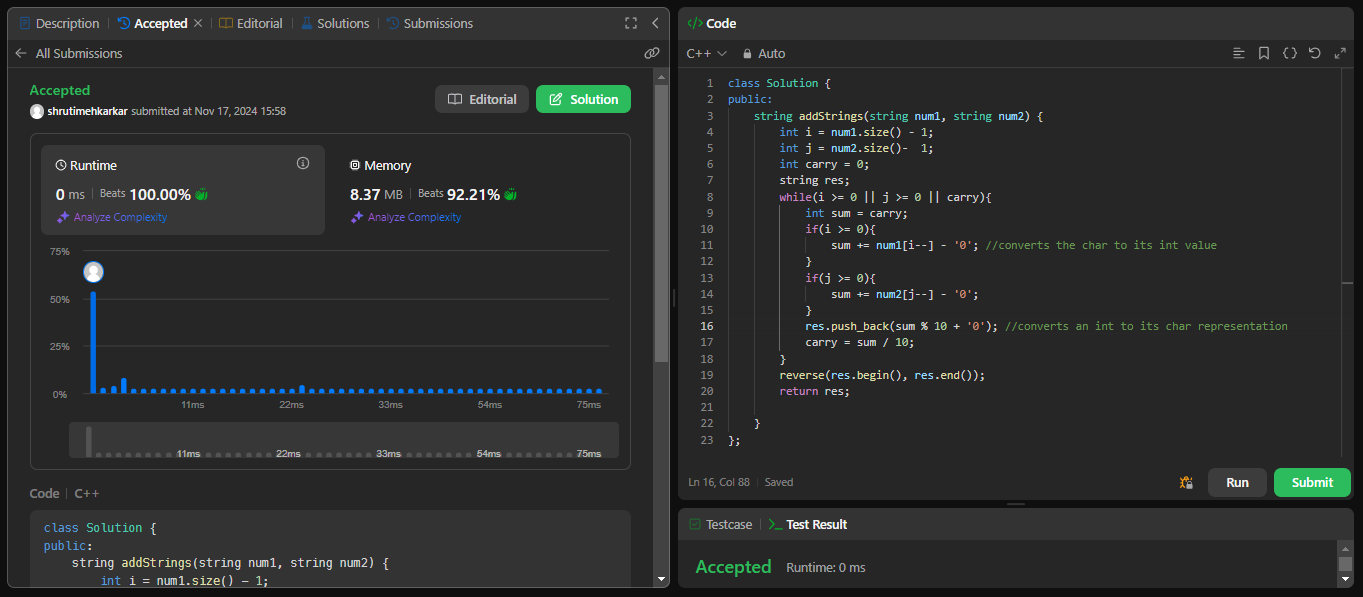 Description Accepted Editorial Solutions Submissions
All Submissions
Accepted
shrutimehkarkar submitted at Nov 17, 2024 15:58
Editorial Solution
Runtime
0 ms Beats 100.00%
Analyze Complexity
Memory
8.37 MB Beats 92.21%
Analyze Complexity
75%
50%
25%
0%
11ms 22ms 33ms 54ms 75ms
11ms 22ms 33ms 54ms 75ms
Code C++
class Solution {
public:
string addStrings(string num1, string num2) {
int i = num1.size() - 1;
</> Code
C++ Auto
1 class Solution {
2 public:
3 string addStrings(string num1, string num2) {
4 int i = num1.size() - 1;
5 int j = num2.size()-  1;
6 int carry = 0;
7 string res;
8 while(i >= 0 || j >= 0 || carry){
9 int sum = carry;
10 if(i >= 0){
11 sum += num1[i--] - '0'; //converts the char to its int value
12 }
13 if(j >= 0){
14 sum += num2[j--] - '0';
15 }
16 res.push_back(sum % 10 + '0'); //converts an int to its char representation
17 carry = sum / 10;
18 }
19 reverse(res.begin(), res.end());
20 return res;
21
22 }
23 };
Ln 16, Col 88 Saved
Run Submit
Testcase >_ Test Result
Accepted Runtime: 0 ms